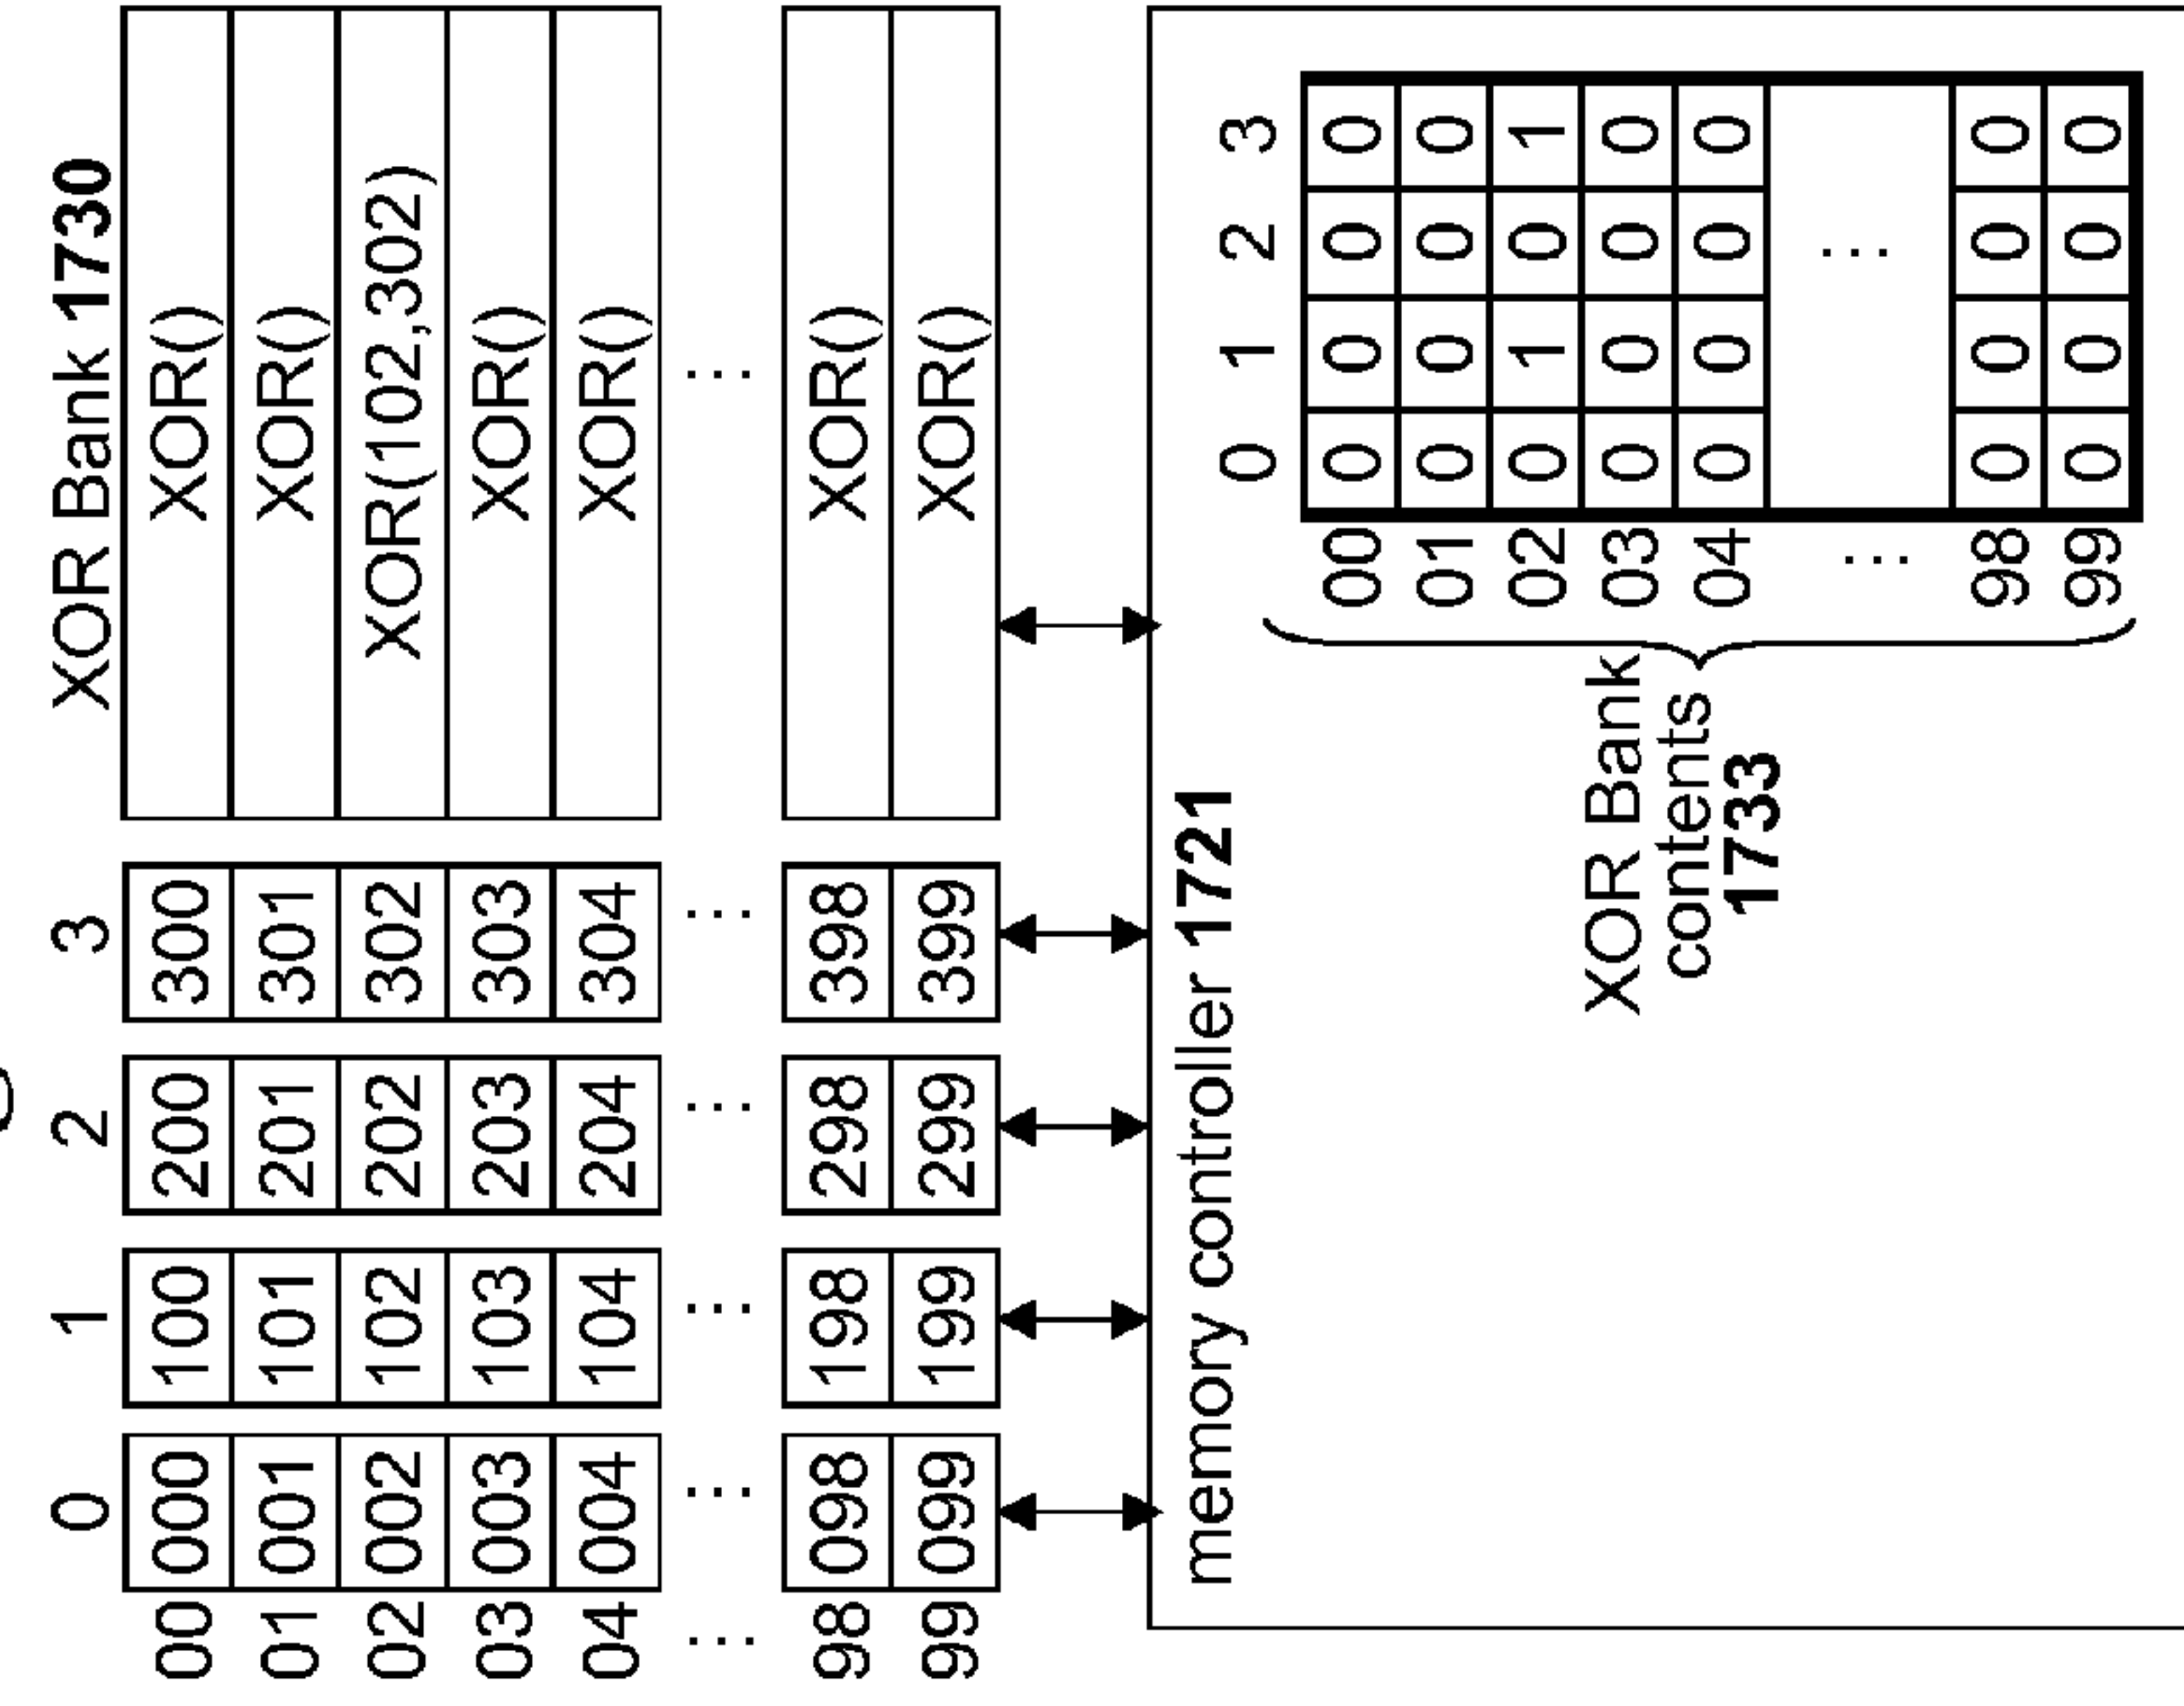 0 1 2 3 XOR Bank 1730
00 000 100 200 300 XOR()
01 001 101 201 301 XOR()
02 002 102 202 302 XOR(102,302)
03 003 103 203 303 XOR()
04 004 104 204 304 XOR()
... ... ... ... ... ...
98 098 198 298 398 XOR()
99 099 199 299 399 XOR()
memory controller 1721
0 1 2 3
00 0 0 0 0
01 0 0 0 0
02 0 1 0 1
03 0 0 0 0
04 0 0 0 0
... ...
98 0 0 0 0
99 0 0 0 0
XOR Bank
contents
1733